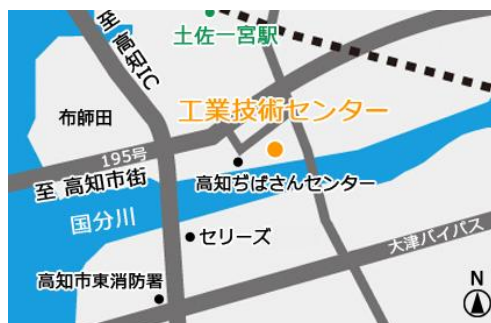 土佐一宮駅
至 高知IC
工業技術センター
布師田
195号
高知ぢばさんセンター
至 高知市街
国分川
セリーズ
大津バイパス
高知市東消防署
N